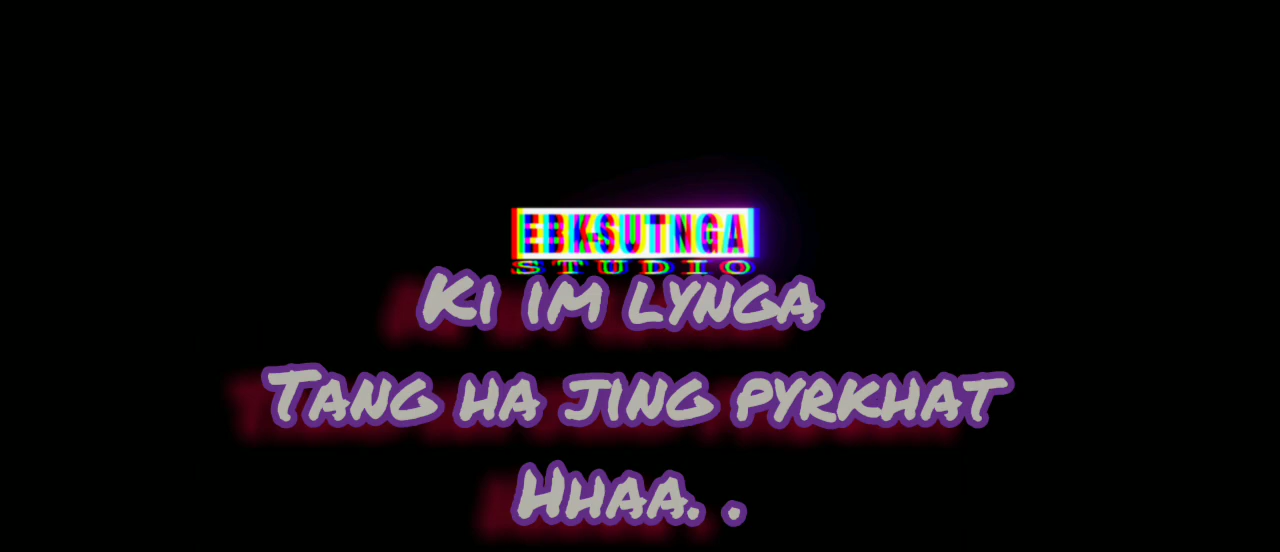 EBK SUTNGA
STUDIO
Ki im lynga
Tang ha jing pyrkhat
Hhaa. .